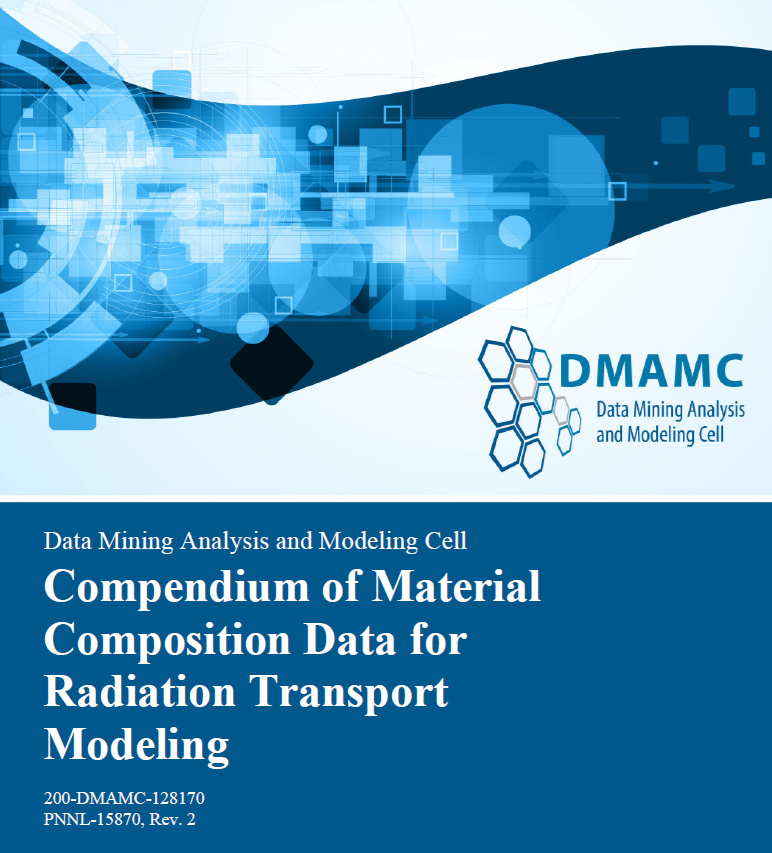 DMAMC
Data Mining Analysis
and Modeling Cell
Data Mining Analysis and Modeling Cell
Compendium of Material
Composition Data for
Radiation Transport
Modeling
200-DMAMC-128170
PNNL-15870, Rev. 2